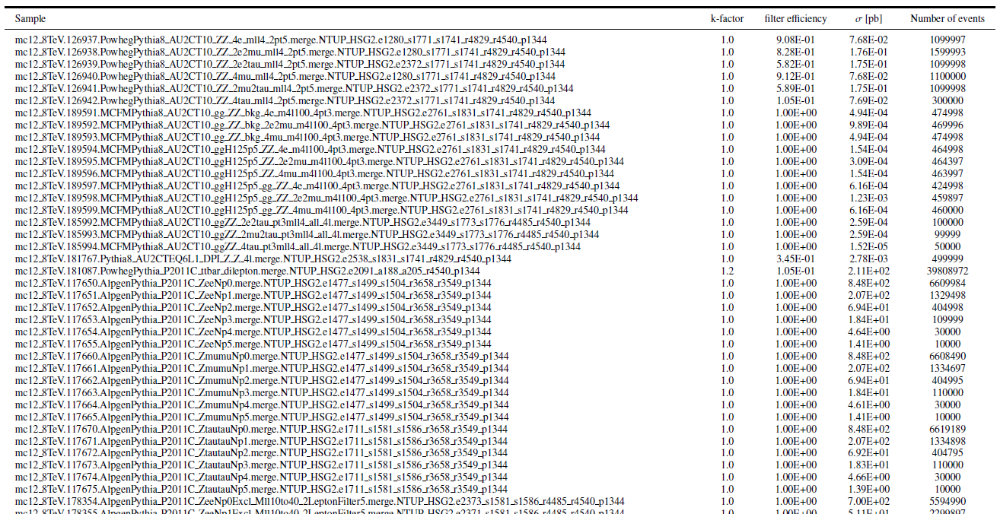 Sample k-factor filter efficiency σ [pb] Number of events
mc12_8TeV.126937.PowhegPythia8_AU2CT10_ZZ_4e_mll4_2pt5.merge.NTUP_HSG2.e1280_s1771_s1741_r4829_r4540_p1344 1.0 9.08E-01 7.68E-02 1099997
mc12_8TeV.126938.PowhegPythia8_AU2CT10_ZZ_2e2mu_mll4_2pt5.merge.NTUP_HSG2.e1280_s1771_s1741_r4829_r4540_p1344 1.0 8.28E-01 1.76E-01 1599993
mc12_8TeV.126939.PowhegPythia8_AU2CT10_ZZ_2e2tau_mll4_2pt5.merge.NTUP_HSG2.e2372_s1771_s1741_r4829_r4540_p1344 1.0 5.82E-01 1.75E-01 1099998
mc12_8TeV.126940.PowhegPythia8_AU2CT10_ZZ_4mu_mll4_2pt5.merge.NTUP_HSG2.e1280_s1771_s1741_r4829_r4540_p1344 1.0 9.12E-01 7.68E-02 1100000
mc12_8TeV.126941.PowhegPythia8_AU2CT10_ZZ_2mu2tau_mll4_2pt5.merge.NTUP_HSG2.e2372_s1771_s1741_r4829_r4540_p1344 1.0 5.89E-01 1.75E-01 1099998
mc12_8TeV.126942.PowhegPythia8_AU2CT10_ZZ_4tau_mll4_2pt5.merge.NTUP_HSG2.e2372_s1771_s1741_r4829_r4540_p1344 1.0 1.05E-01 7.69E-02 300000
mc12_8TeV.189591.MCFMPythia8_AU2CT10_gg_ZZ_bkg_4e_m4l100_4pt3.merge.NTUP_HSG2.e2761_s1831_s1741_r4829_r4540_p1344 1.0 1.00E+00 4.94E-04 474998
mc12_8TeV.189592.MCFMPythia8_AU2CT10_gg_ZZ_bkg_2e2mu_m4l100_4pt3.merge.NTUP_HSG2.e2761_s1831_s1741_r4829_r4540_p1344 1.0 1.00E+00 9.89E-04 469996
mc12_8TeV.189593.MCFMPythia8_AU2CT10_gg_ZZ_bkg_4mu_m4l100_4pt3.merge.NTUP_HSG2.e2761_s1831_s1741_r4829_r4540_p1344 1.0 1.00E+00 4.94E-04 474998
mc12_8TeV.189594.MCFMPythia8_AU2CT10_ggH125p5_ZZ_4e_m4l100_4pt3.merge.NTUP_HSG2.e2761_s1831_s1741_r4829_r4540_p1344 1.0 1.00E+00 1.54E-04 464998
mc12_8TeV.189595.MCFMPythia8_AU2CT10_ggH125p5_ZZ_2e2mu_m4l100_4pt3.merge.NTUP_HSG2.e2761_s1831_s1741_r4829_r4540_p1344 1.0 1.00E+00 3.09E-04 464397
mc12_8TeV.189596.MCFMPythia8_AU2CT10_ggH125p5_ZZ_4mu_m4l100_4pt3.merge.NTUP_HSG2.e2761_s1831_s1741_r4829_r4540_p1344 1.0 1.00E+00 1.54E-04 463997
mc12_8TeV.189597.MCFMPythia8_AU2CT10_ggH125p5_gg_ZZ_4e_m4l100_4pt3.merge.NTUP_HSG2.e2761_s1831_s1741_r4829_r4540_p1344 1.0 1.00E+00 6.16E-04 424998
mc12_8TeV.189598.MCFMPythia8_AU2CT10_ggH125p5_gg_ZZ_2e2mu_m4l100_4pt3.merge.NTUP_HSG2.e2761_s1831_s1741_r4829_r4540_p1344 1.0 1.00E+00 1.23E-03 459897
mc12_8TeV.189599.MCFMPythia8_AU2CT10_ggH125p5_gg_ZZ_4mu_m4l100_4pt3.merge.NTUP_HSG2.e2761_s1831_s1741_r4829_r4540_p1344 1.0 1.00E+00 6.16E-04 460000
mc12_8TeV.185992.MCFMPythia8_AU2CT10_ggZZ_2e2tau_pt3mll4_all_4l.merge.NTUP_HSG2.e3449_s1773_s1776_r4485_r4540_p1344 1.0 1.00E+00 2.59E-04 100000
mc12_8TeV.185993.MCFMPythia8_AU2CT10_ggZZ_2mu2tau_pt3mll4_all_4l.merge.NTUP_HSG2.e3449_s1773_s1776_r4485_r4540_p1344 1.0 1.00E+00 2.59E-04 99999
mc12_8TeV.185994.MCFMPythia8_AU2CT10_ggZZ_4tau_pt3mll4_all_4l.merge.NTUP_HSG2.e3449_s1773_s1776_r4485_r4540_p1344 1.0 1.00E+00 1.52E-05 50000
mc12_8TeV.181767.Pythia8_AU2CTEQ6L1_DPI_Z_Z_4l.merge.NTUP_HSG2.e2538_s1831_s1741_r4829_r4540_p1344 1.0 3.45E-01 2.78E-03 499999
mc12_8TeV.181087.PowhegPythia_P2011C_ttbar_dilepton.merge.NTUP_HSG2.e2091_a188_a205_r4540_p1344 1.2 1.05E-01 2.11E+02 39808972
mc12_8TeV.117650.AlpgenPythia_P2011C_ZeeNp0.merge.NTUP_HSG2.e1477_s1499_s1504_r3658_r3549_p1344 1.0 1.00E+00 8.48E+02 6609984
mc12_8TeV.117651.AlpgenPythia_P2011C_ZeeNp1.merge.NTUP_HSG2.e1477_s1499_s1504_r3658_r3549_p1344 1.0 1.00E+00 2.07E+02 1329498
mc12_8TeV.117652.AlpgenPythia_P2011C_ZeeNp2.merge.NTUP_HSG2.e1477_s1499_s1504_r3658_r3549_p1344 1.0 1.00E+00 6.94E+01 404998
mc12_8TeV.117653.AlpgenPythia_P2011C_ZeeNp3.merge.NTUP_HSG2.e1477_s1499_s1504_r3658_r3549_p1344 1.0 1.00E+00 1.84E+01 109999
mc12_8TeV.117654.AlpgenPythia_P2011C_ZeeNp4.merge.NTUP_HSG2.e1477_s1499_s1504_r3658_r3549_p1344 1.0 1.00E+00 4.64E+00 30000
mc12_8TeV.117655.AlpgenPythia_P2011C_ZeeNp5.merge.NTUP_HSG2.e1477_s1499_s1504_r3658_r3549_p1344 1.0 1.00E+00 1.41E+00 10000
mc12_8TeV.117660.AlpgenPythia_P2011C_ZmumuNp0.merge.NTUP_HSG2.e1477_s1499_s1504_r3658_r3549_p1344 1.0 1.00E+00 8.48E+02 6608490
mc12_8TeV.117661.AlpgenPythia_P2011C_ZmumuNp1.merge.NTUP_HSG2.e1477_s1499_s1504_r3658_r3549_p1344 1.0 1.00E+00 2.07E+02 1334697
mc12_8TeV.117662.AlpgenPythia_P2011C_ZmumuNp2.merge.NTUP_HSG2.e1477_s1499_s1504_r3658_r3549_p1344 1.0 1.00E+00 6.94E+01 404995
mc12_8TeV.117663.AlpgenPythia_P2011C_ZmumuNp3.merge.NTUP_HSG2.e1477_s1499_s1504_r3658_r3549_p1344 1.0 1.00E+00 1.84E+01 110000
mc12_8TeV.117664.AlpgenPythia_P2011C_ZmumuNp4.merge.NTUP_HSG2.e1477_s1499_s1504_r3658_r3549_p1344 1.0 1.00E+00 4.61E+00 30000
mc12_8TeV.117665.AlpgenPythia_P2011C_ZmumuNp5.merge.NTUP_HSG2.e1477_s1499_s1504_r3658_r3549_p1344 1.0 1.00E+00 1.41E+00 10000
mc12_8TeV.117670.AlpgenPythia_P2011C_ZtautauNp0.merge.NTUP_HSG2.e1711_s1581_s1586_r3658_r3549_p1344 1.0 1.00E+00 8.48E+02 6619189
mc12_8TeV.117671.AlpgenPythia_P2011C_ZtautauNp1.merge.NTUP_HSG2.e1711_s1581_s1586_r3658_r3549_p1344 1.0 1.00E+00 2.07E+02 1334898
mc12_8TeV.117672.AlpgenPythia_P2011C_ZtautauNp2.merge.NTUP_HSG2.e1711_s1581_s1586_r3658_r3549_p1344 1.0 1.00E+00 6.92E+01 404795
mc12_8TeV.117673.AlpgenPythia_P2011C_ZtautauNp3.merge.NTUP_HSG2.e1711_s1581_s1586_r3658_r3549_p1344 1.0 1.00E+00 1.83E+01 110000
mc12_8TeV.117674.AlpgenPythia_P2011C_ZtautauNp4.merge.NTUP_HSG2.e1711_s1581_s1586_r3658_r3549_p1344 1.0 1.00E+00 4.66E+00 30000
mc12_8TeV.117675.AlpgenPythia_P2011C_ZtautauNp5.merge.NTUP_HSG2.e1711_s1581_s1586_r3658_r3549_p1344 1.0 1.00E+00 1.39E+00 10000
mc12_8TeV.178354.AlpgenPythia_P2011C_ZeeNp0Excl_Mll10to40_2LeptonFilter5.merge.NTUP_HSG2.e2373_s1581_s1586_r4485_r4540_p1344 1.0 1.00E+00 7.00E+02 5594990
mc12_8TeV.178355.AlpgenPythia_P2011C_ZeeNp1Excl_Mll10to40_2LeptonFilter5.merge.NTUP_HSG2.e2371_s1581_s1586_r4485_r4540_p1344 1.0 1.00E+00 5.11E+01 2299897